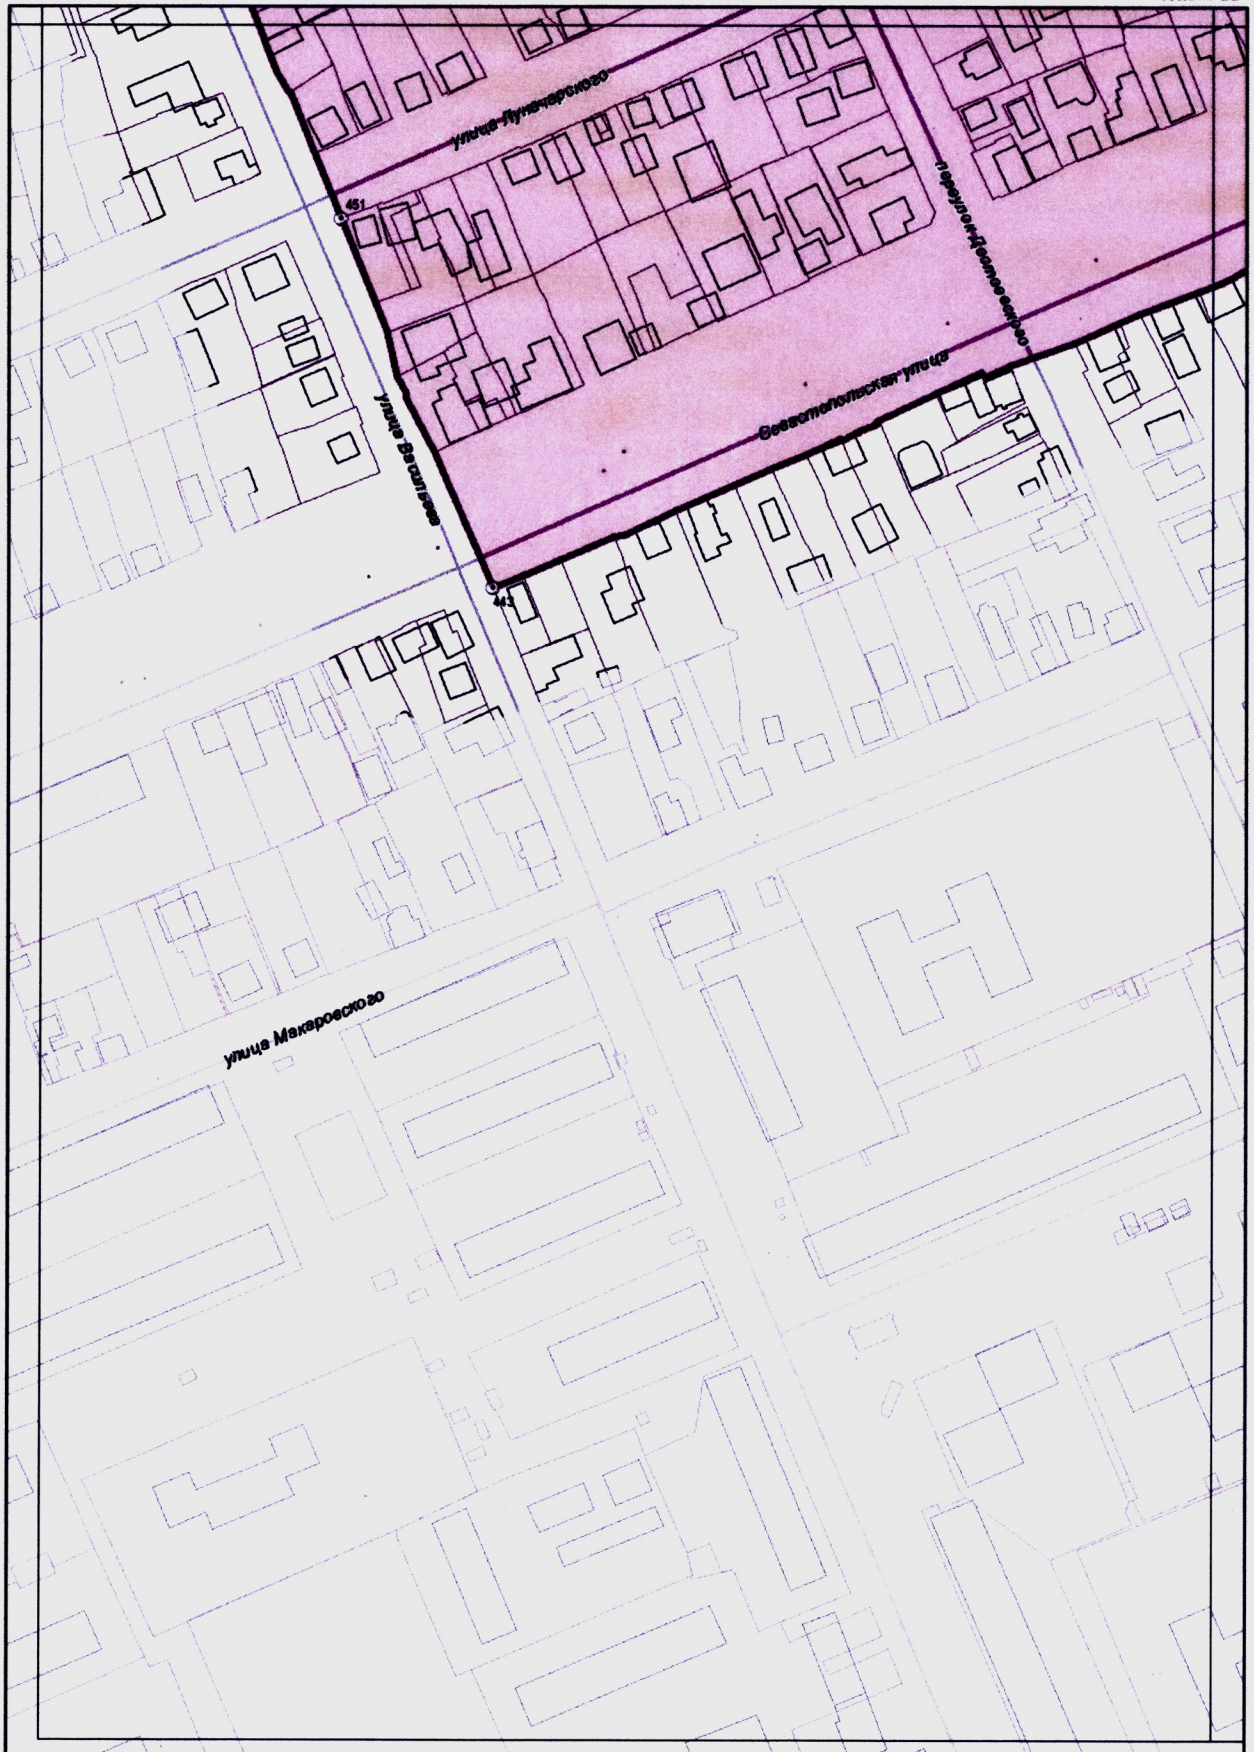 улица Луначарского
451
переулок Достоевского
Севастопольская улица
улица Васильева
443
улица Макаровского